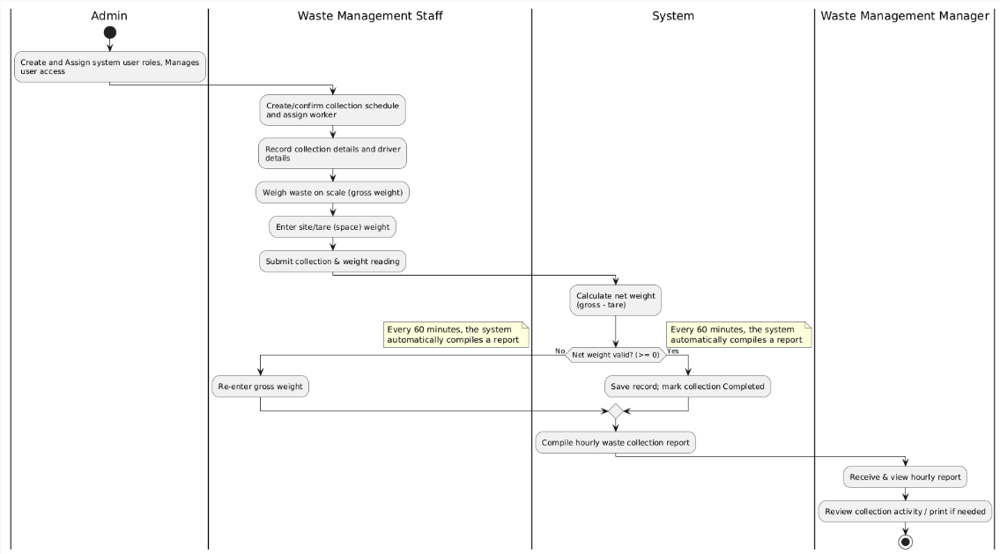 Admin
Waste Management Staff
System
Waste Management Manager
Create and Assign system user roles, Manages
user access
Create/confirm collection schedule
and assign worker
Record collection details and driver
details
Weigh waste on scale (gross weight)
Enter site/tare (space) weight
Submit collection & weight reading
Calculate net weight
(gross - tare)
Every 60 minutes, the system
automatically compiles a report
Every 60 minutes, the system
automatically compiles a report
No
Net weight valid? (>= 0)
Yes
Re-enter gross weight
Save record; mark collection Completed
Compile hourly waste collection report
Receive & view hourly report
Review collection activity / print if needed